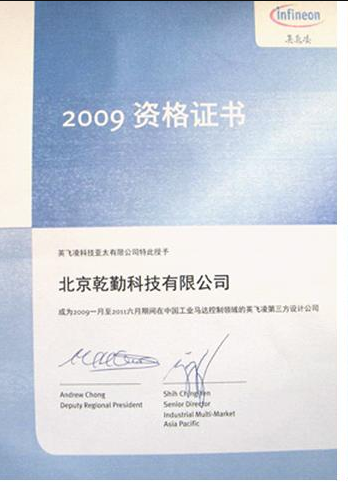 infineon
英飞凌
2009 资格证书
英飞凌科技亚太有限公司特此授予
北京乾勤科技有限公司
成为2009一月至2011六月期间在中国工业马达控制领域的英飞凌第三方设计公司
Andrew Chong
Deputy Regional President
Shih Ching
Senior Director
Industrial Multi-Market
Asia Pacific